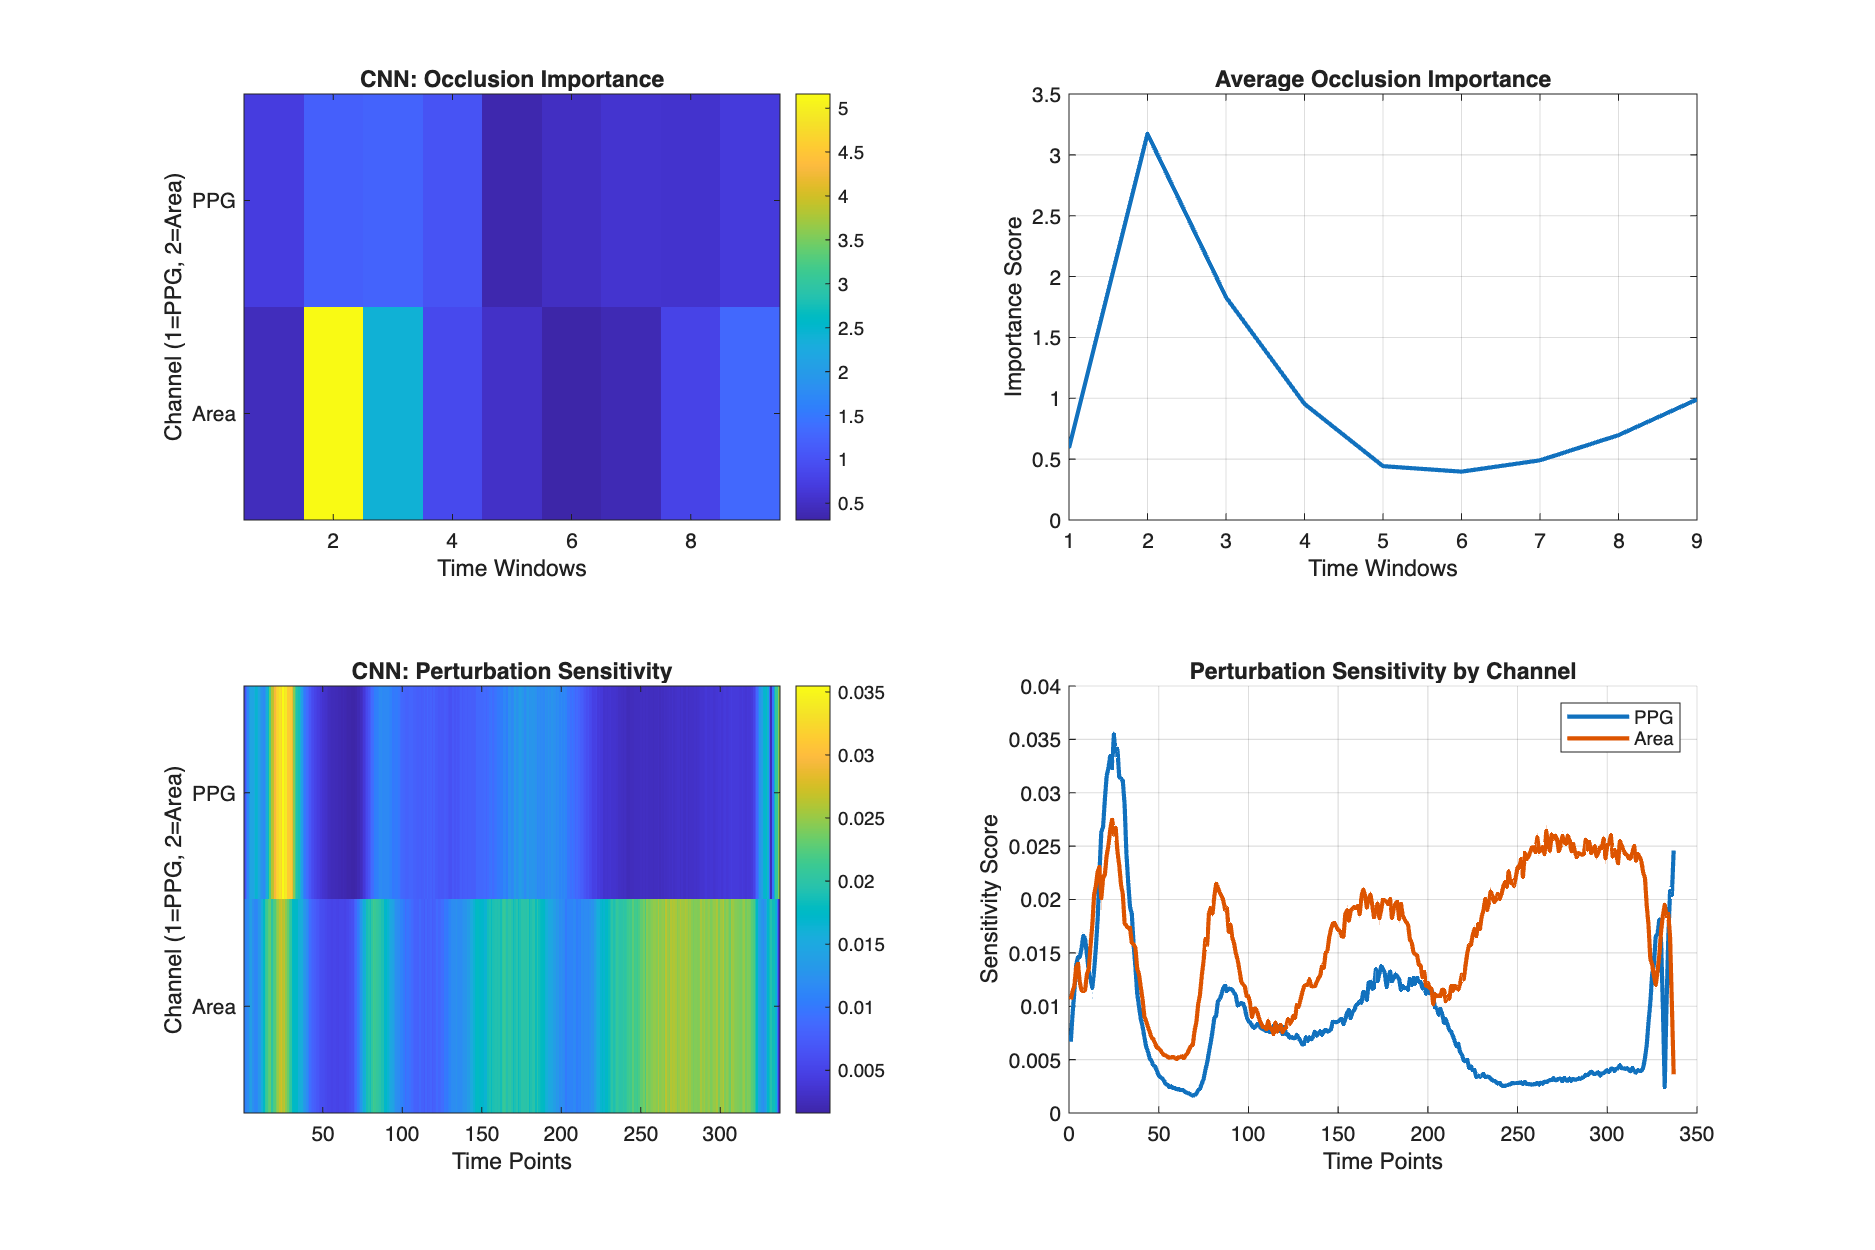 CNN: Occlusion Importance
Channel (1=PPG, 2=Area)
PPG
Area
2 4 6 8
Time Windows
5
4.5
4
3.5
3
2.5
2
1.5
1
0.5
Average Occlusion Importance
Importance Score
3.5
3
2.5
2
1.5
1
0.5
0
1 2 3 4 5 6 7 8 9
Time Windows
CNN: Perturbation Sensitivity
Channel (1=PPG, 2=Area)
PPG
Area
50 100 150 200 250 300
Time Points
0.035
0.03
0.025
0.02
0.015
0.01
0.005
Perturbation Sensitivity by Channel
Sensitivity Score
0.04
0.035
0.03
0.025
0.02
0.015
0.01
0.005
0
PPG
Area
0 50 100 150 200 250 300 350
Time Points